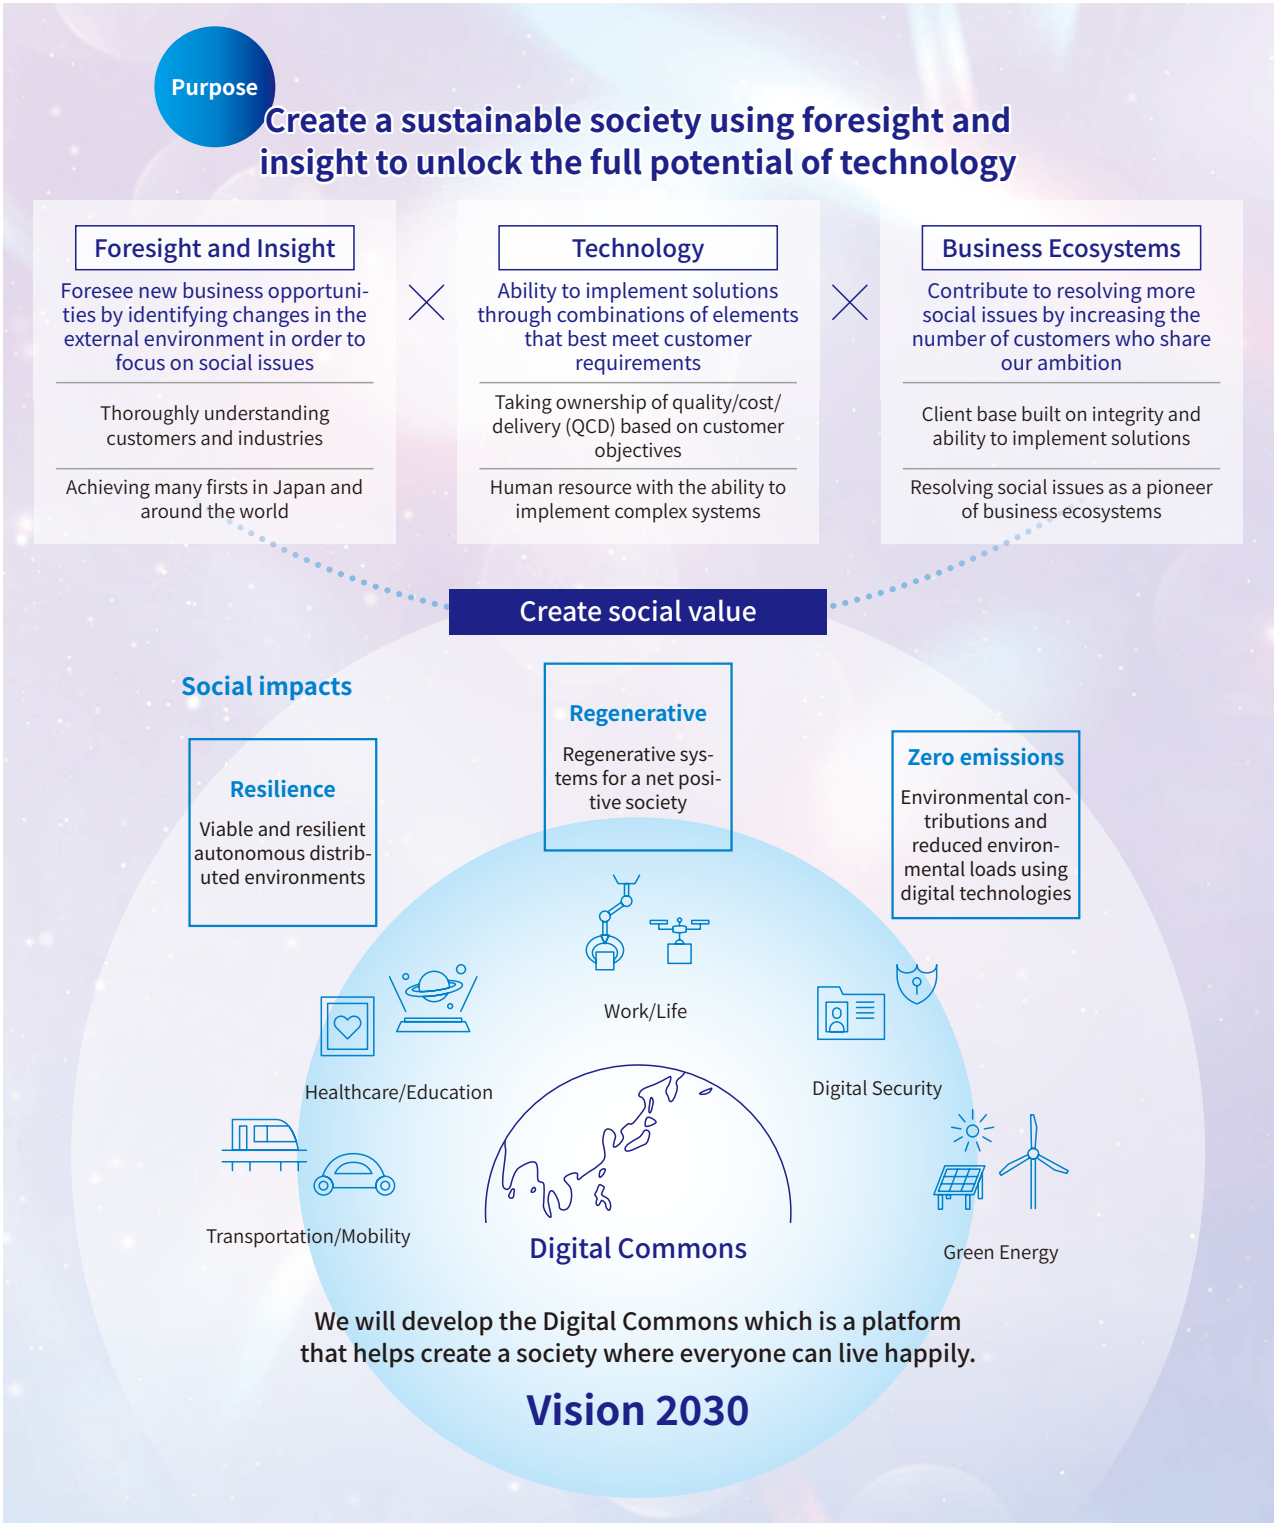 Purpose
Create a sustainable society using foresight and
insight to unlock the full potential of technology
Foresight and Insight
Foresee new business opportuni-
ties by identifying changes in the
external environment in order to
focus on social issues
Thoroughly understanding
customers and industries
Achieving many firsts in Japan and
around the world
Technology
Ability to implement solutions
through combinations of elements
that best meet customer
requirements
Taking ownership of quality/cost/
delivery (QCD) based on customer
objectives
Human resource with the ability to
implement complex systems
Business Ecosystems
Contribute to resolving more
social issues by increasing the
number of customers who share
our ambition
Client base built on integrity and
ability to implement solutions
Resolving social issues as a pioneer
of business ecosystems
Create social value
Social impacts
Resilience
Viable and resilient
autonomous distrib-
uted environments
Regenerative
Regenerative sys-
tems for a net posi-
tive society
Zero emissions
Environmental con-
tributions and
reduced environ-
mental loads using
digital technologies
Work/Life
Healthcare/Education
Digital Security
Transportation/Mobility
Green Energy
Digital Commons
We will develop the Digital Commons which is a platform
that helps create a society where everyone can live happily.
Vision 2030